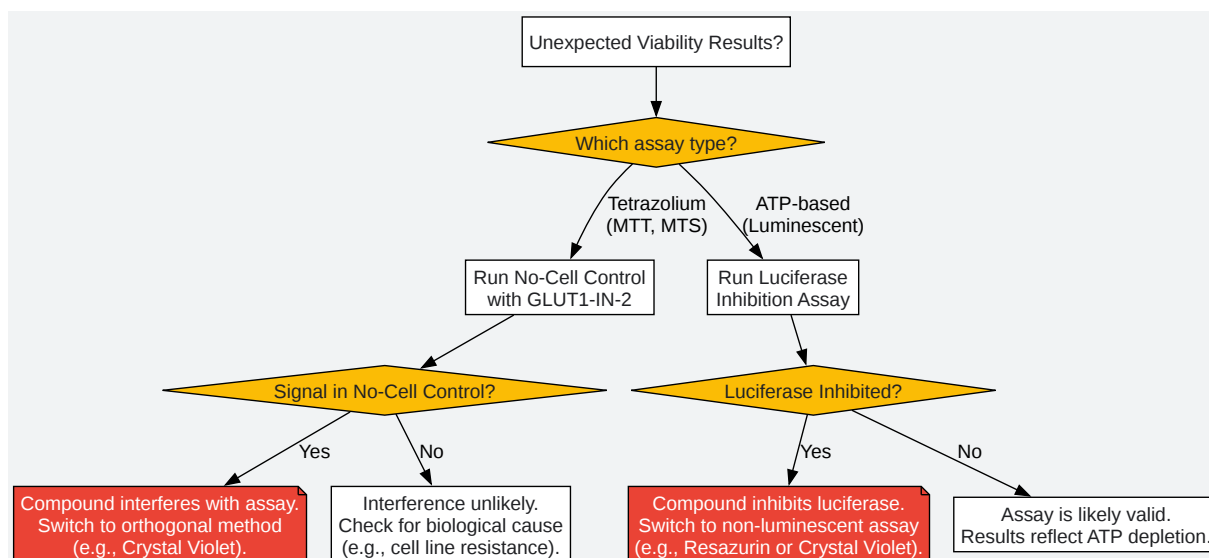 Unexpected Viability Results?
Which assay type?
Tetrazolium
(MTT, MTS)
ATP-based
(Luminescent)
Run No-Cell Control
with GLUT1-IN-2
Run Luciferase
Inhibition Assay
Signal in No-Cell Control?
Luciferase Inhibited?
Yes
No
Yes
No
Compound interferes with assay.
Switch to orthogonal method
(e.g., Crystal Violet).
Interference unlikely.
Check for biological cause
(e.g., cell line resistance).
Compound inhibits luciferase.
Switch to non-luminescent assay
(e.g., Resazurin or Crystal Violet).
Assay is likely valid.
Results reflect ATP depletion.